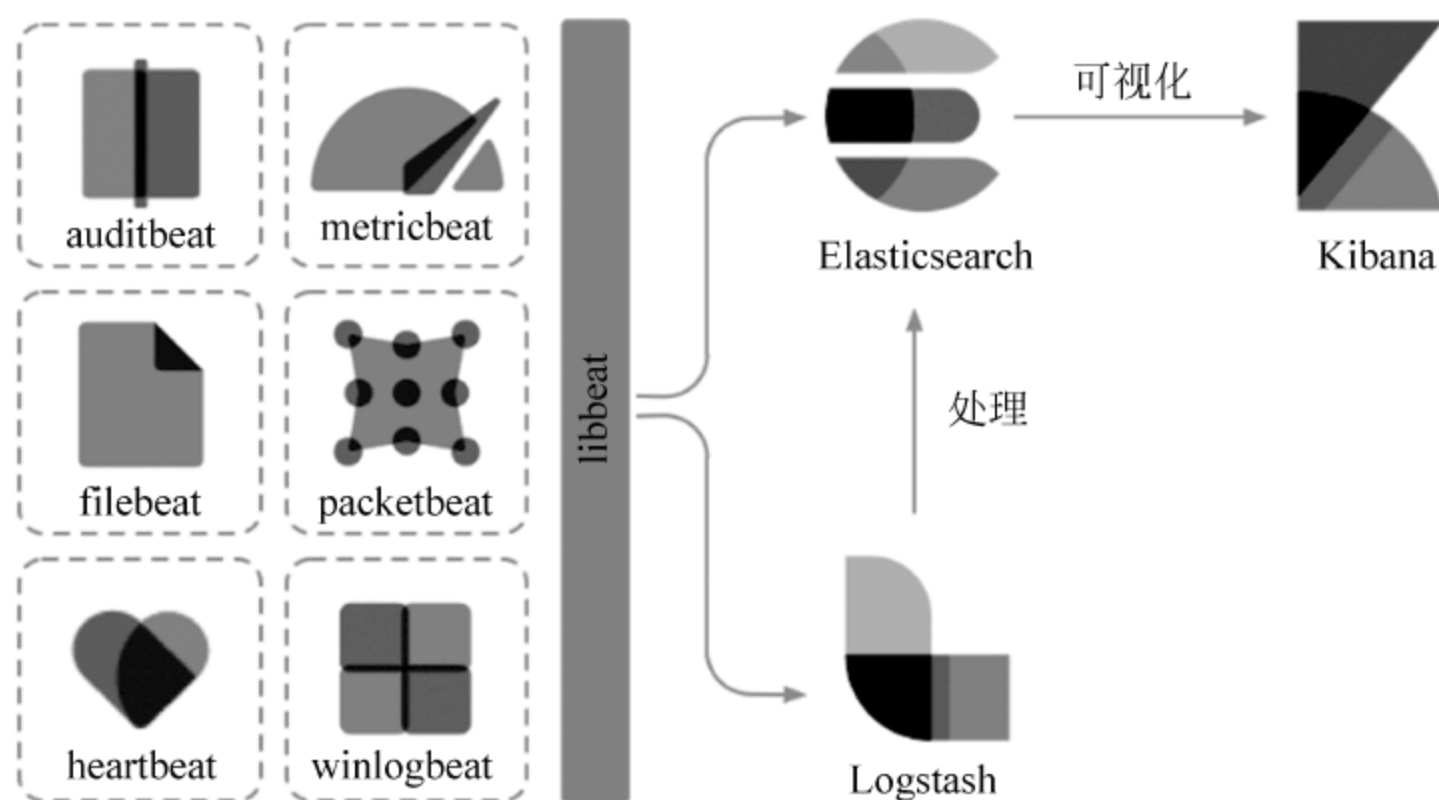 auditbeat
metricbeat
filebeat
packetbeat
heartbeat
winlogbeat
libbeat
Elasticsearch
可视化
Kibana
处理
Logstash